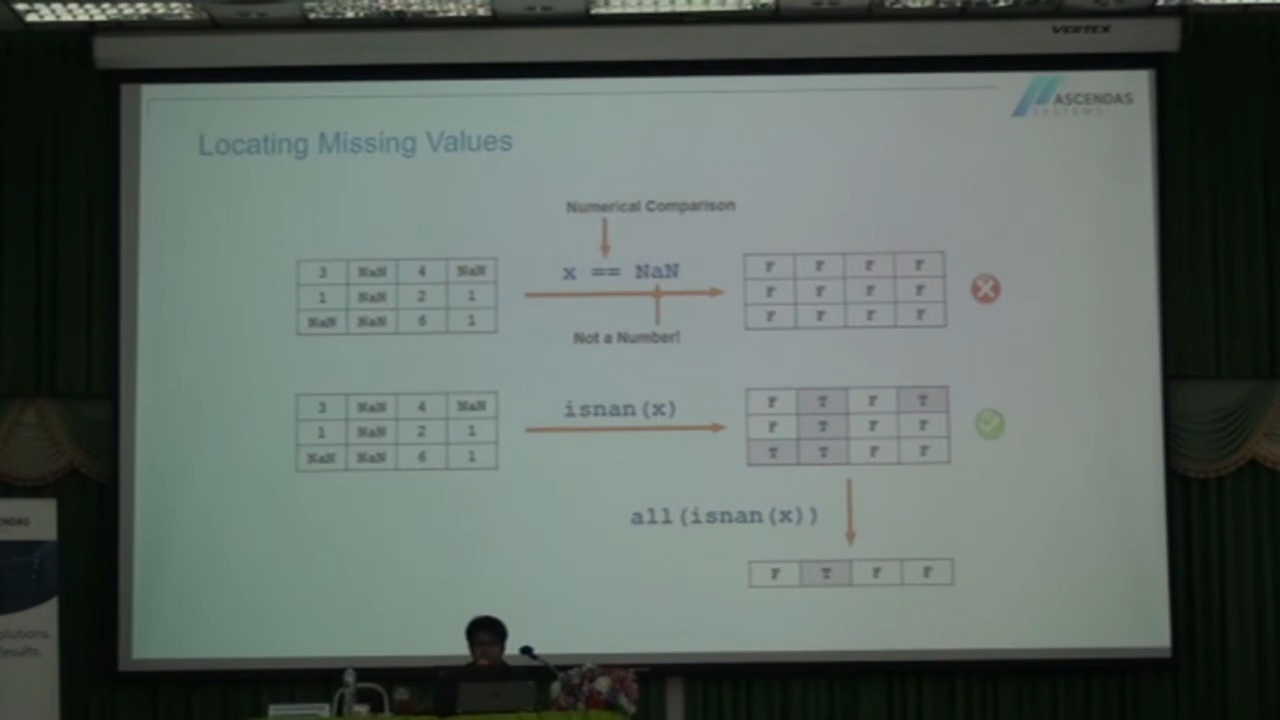 VERTEX
ASCENDAS
SYSTEMS
Locating Missing Values
Numerical Comparison
x == NaN
Not a Number!
3 NaN 4 NaN
1 NaN 2 1
NaN NaN 6 1
F F F F
F F F F
F F F F
isnan(x)
3 NaN 4 NaN
1 NaN 2 1
NaN NaN 6 1
F T F T
F T F F
T T F F
all(isnan(x))
F T F F